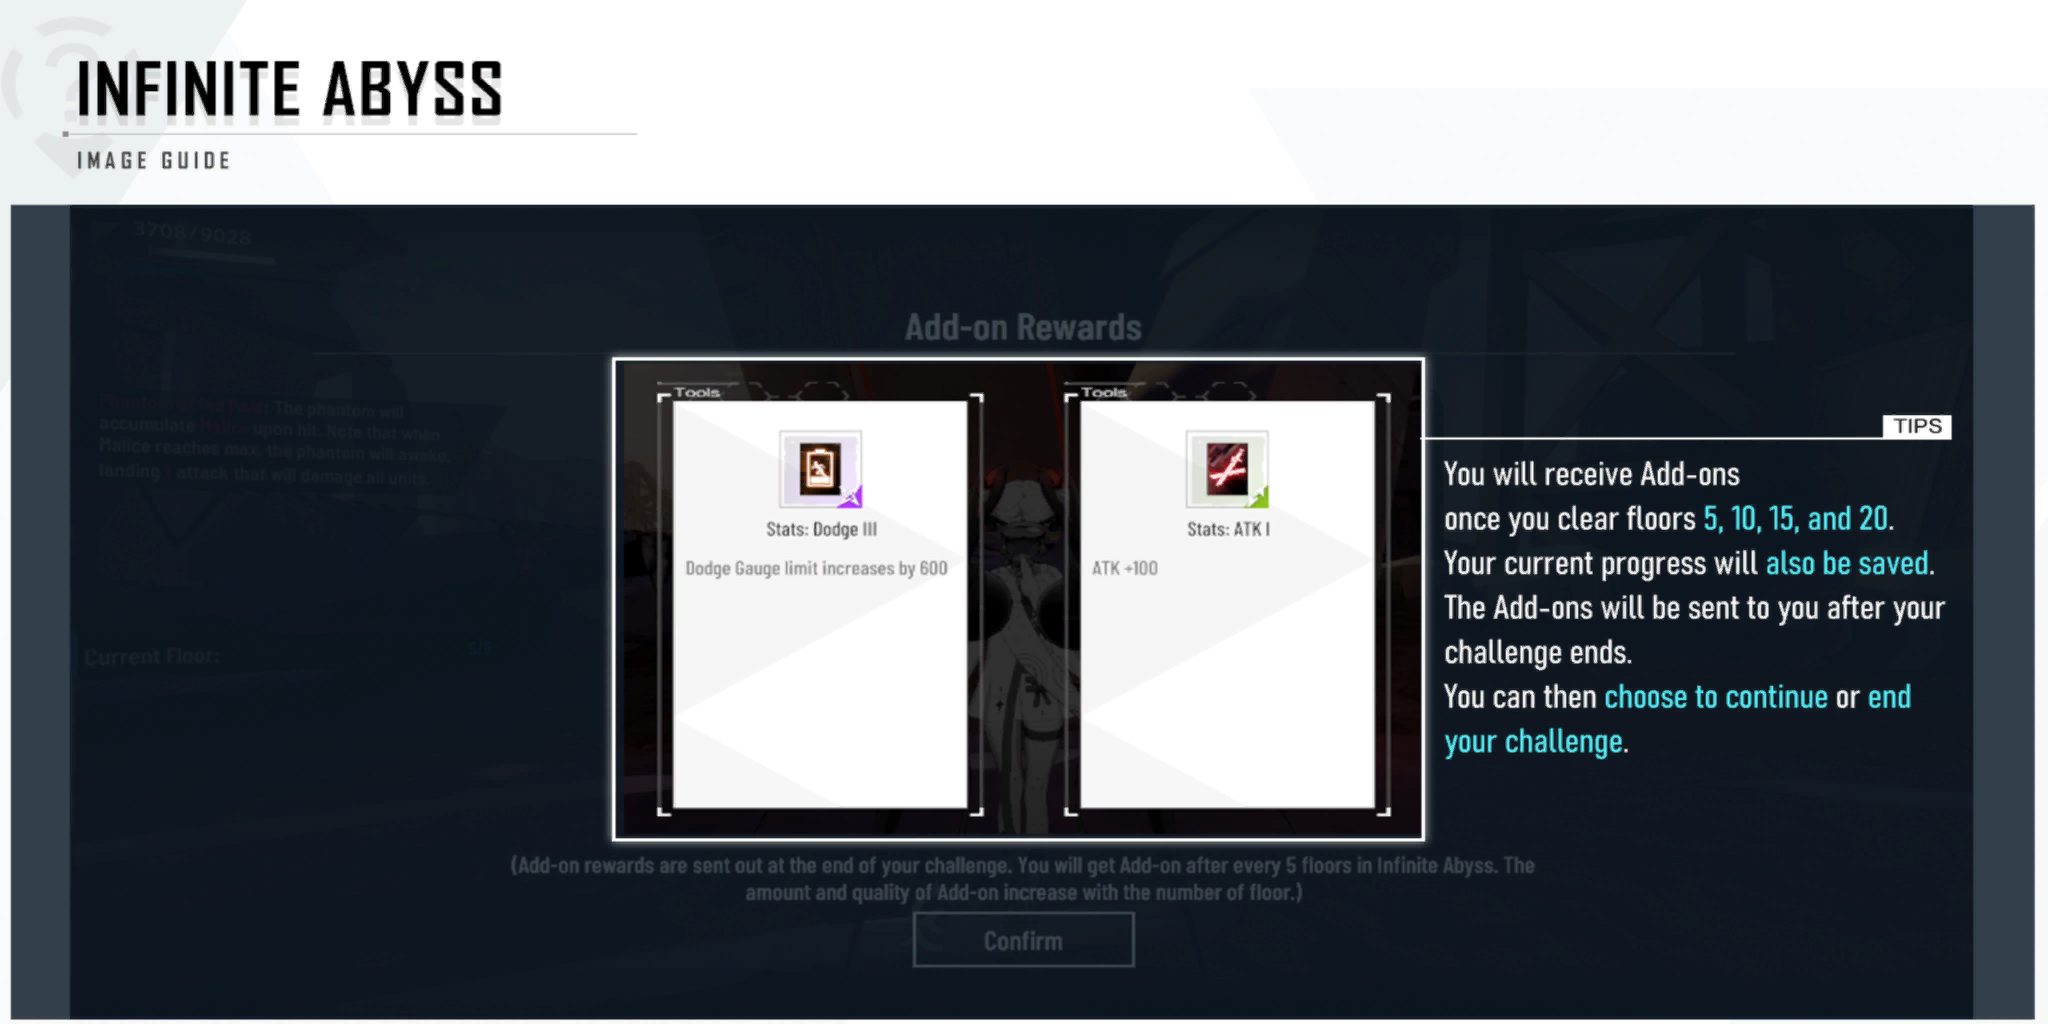 INFINITE ABYSS
IMAGE GUIDE
3708/9028
Add-on Rewards
The phantom will
accumulate Malice upon hit. Note that when
Malice reaches max, the phantom will awake,
landing 1 attack that will damage all units.
Current Floor:
Tools
Stats: Dodge III
Dodge Gauge limit increases by 600
Tools
Stats: ATK I
ATK +100
TIPS
You will receive Add-ons
once you clear floors 5, 10, 15, and 20.
Your current progress will also be saved.
The Add-ons will be sent to you after your
challenge ends.
You can then choose to continue or end
your challenge.
(Add-on rewards are sent out at the end of your challenge. You will get Add-on after every 5 floors in Infinite Abyss. The
amount and quality of Add-on increase with the number of floor.)
Confirm